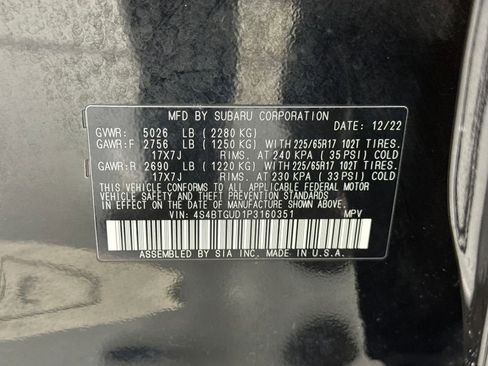 MFD BY SUBARU CORPORATION
GVWR: 5026 LB ( 2280 KG) DATE: 12/22
GAWR:F 2756 LB ( 1250 KG) WITH 225/65R17 102T TIRES.
17X7J RIMS. AT 240 KPA ( 35 PSI) COLD
GAWR:R 2690 LB ( 1220 KG) WITH 225/65R17 102T TIRES.
17X7J RIMS. AT 230 KPA ( 33 PSI) COLD
THIS VEHICLE CONFORMS TO ALL APPLICABLE FEDERAL MOTOR
VEHICLE SAFETY AND THEFT PREVENTION STANDARDS
IN EFFECT ON THE DATE OF MANUFACTURE SHOWN ABOVE.
VIN: 4S4BTGUD1P3160351 MPV
ASSEMBLED BY SIA INC. MADE IN U.S.A.